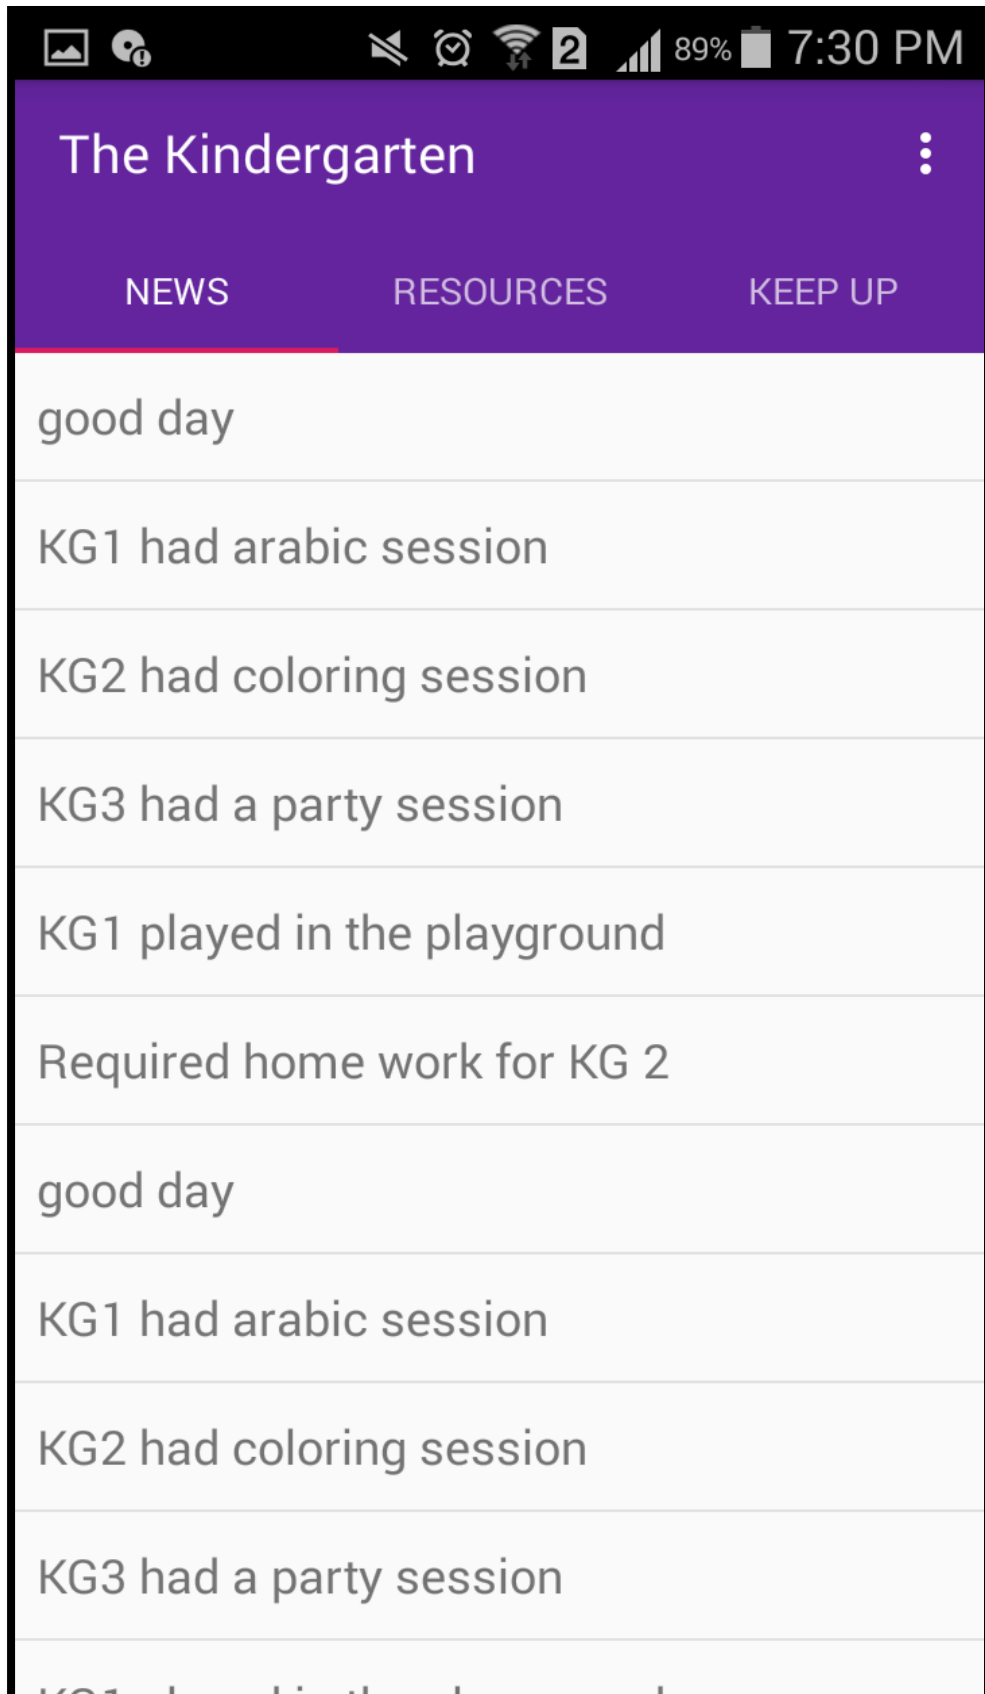 2 89% 7:30 PM
The Kindergarten
NEWS RESOURCES KEEP UP
good day
KG1 had arabic session
KG2 had coloring session
KG3 had a party session
KG1 played in the playground
Required home work for KG 2
good day
KG1 had arabic session
KG2 had coloring session
KG3 had a party session